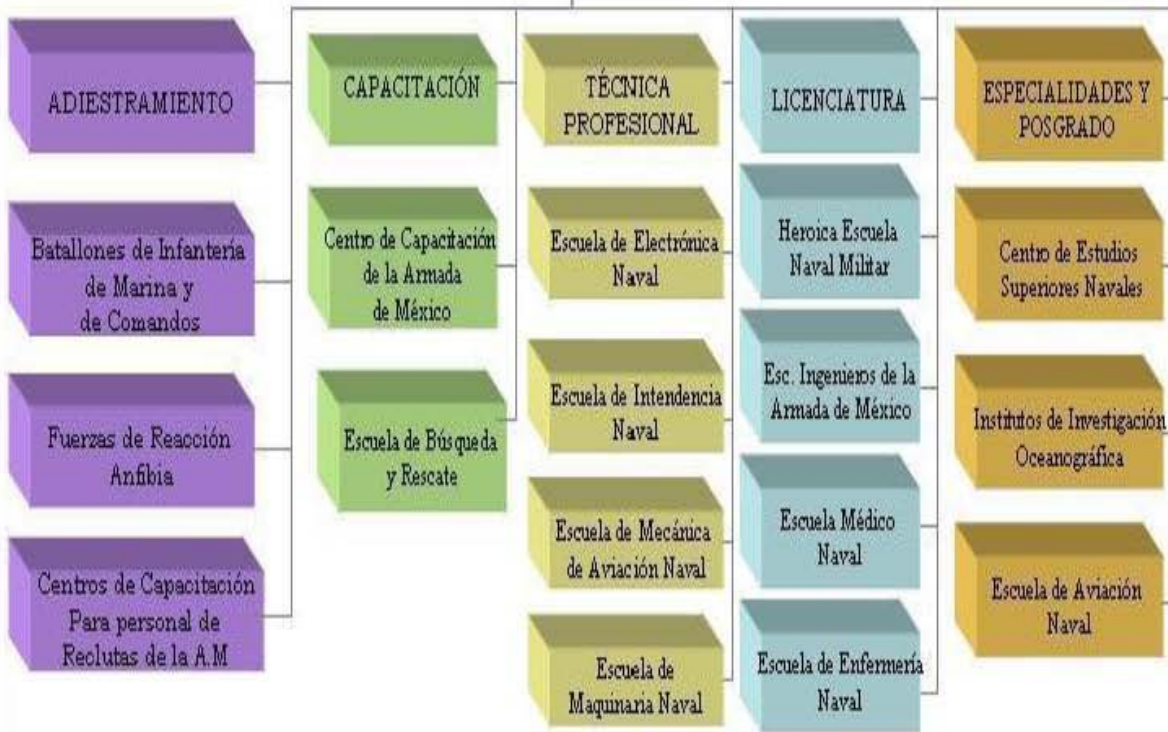 ADIESTRAMIENTO
Batallones de Infantería
de Marina y
de Comandos
Fuerzas de Reacción
Anfibia
Centros de Capacitación
Para personal de
Reclutas de la A.M
CAPACITACIÓN
Centro de Capacitación
de la Armada
de México
Escuela de Búsqueda
y Rescate
TÉCNICA
PROFESIONAL
Escuela de Electrónica
Naval
Escuela de Intendencia
Naval
Escuela de Mecánica
de Aviación Naval
Escuela de
Maquinaria Naval
LICENCIATURA
Heroica Escuela
Naval Militar
Esc. Ingenieros de la
Armada de México
Escuela Médico
Naval
Escuela de Enfermería
Naval
ESPECIALIDADES Y
POSGRADO
Centro de Estudios
Superiores Navales
Institutos de Investigación
Oceanográfica
Escuela de Aviación
Naval